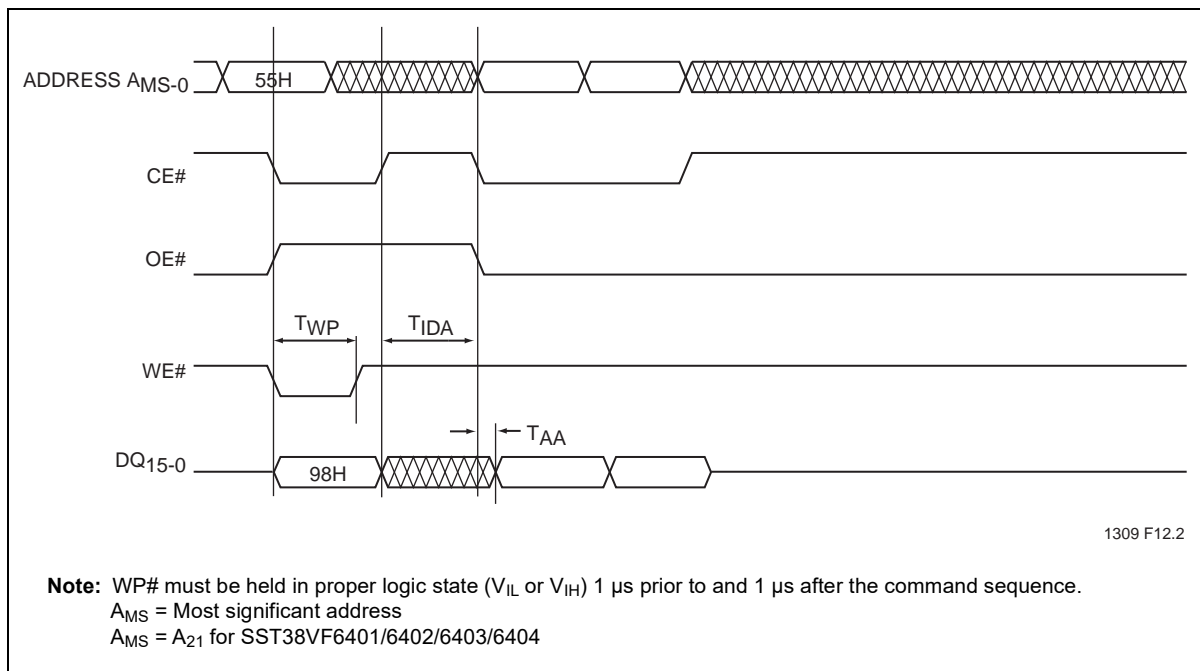 ADDRESS AMS-0
55H
CE#
OE#
TWP
TIDA
WE#
TAA
DQ15-0
98H
1309 F12.2
Note: WP# must be held in proper logic state (VIL or VIH) 1 µs prior to and 1 µs after the command sequence.
AMS = Most significant address
AMS = A21 for SST38VF6401/6402/6403/6404